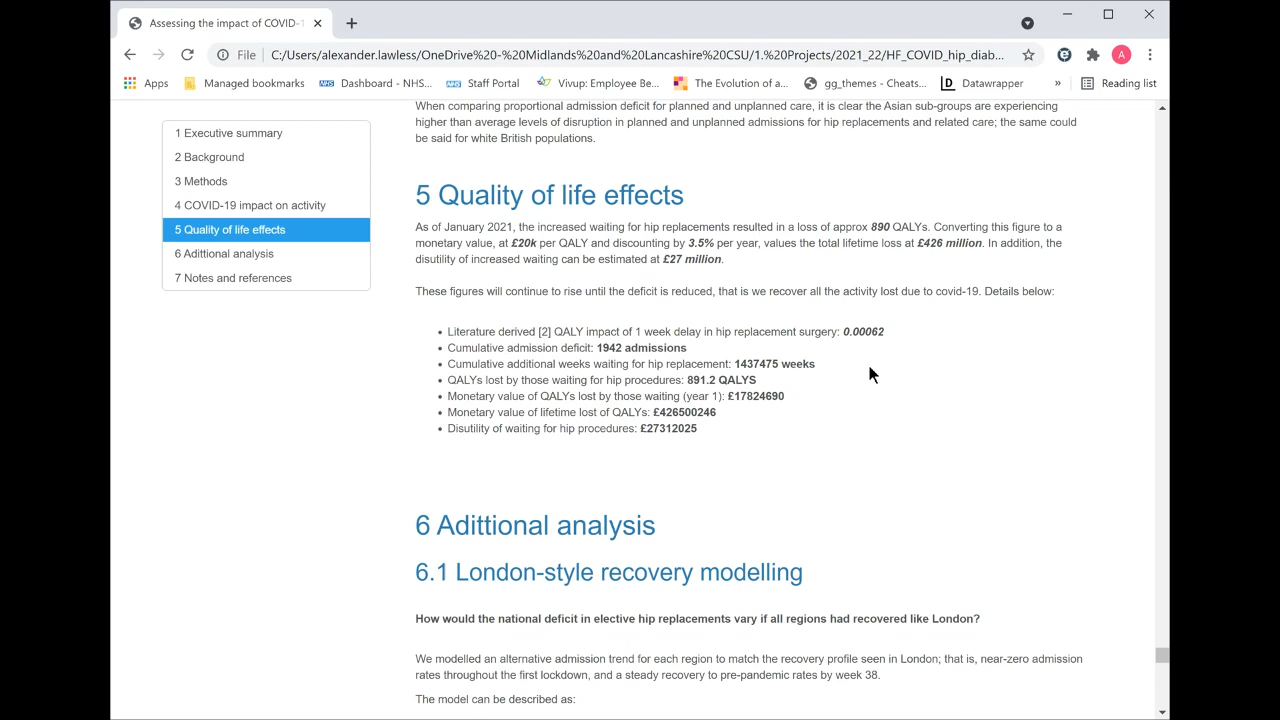 Assessing the impact of COVID-1
File
C:/Users/alexander.lawless/OneDrive%20-%20Midlands%20and%20Lancashire%20CSU/1.%20Projects/2021_22/HF_COVID_hip_diab...
A
Apps
Managed bookmarks
NHS Dashboard - NHS...
NHS Staff Portal
Vivup: Employee Be...
The Evolution of a...
gg_themes - Cheats...
D Datawrapper
»
Reading list
1 Executive summary
2 Background
3 Methods
4 COVID-19 impact on activity
5 Quality of life effects
6 Adittional analysis
7 Notes and references
When comparing proportional admission deficit for planned and unplanned care, it is clear the Asian sub-groups are experiencing
higher than average levels of disruption in planned and unplanned admissions for hip replacements and related care; the same could
be said for white British populations.
5 Quality of life effects
As of January 2021, the increased waiting for hip replacements resulted in a loss of approx 890 QALYs. Converting this figure to a
monetary value, at £20k per QALY and discounting by 3.5% per year, values the total lifetime loss at £426 million. In addition, the
disutility of increased waiting can be estimated at £27 million.
These figures will continue to rise until the deficit is reduced, that is we recover all the activity lost due to covid-19. Details below:
• Literature derived [2] QALY impact of 1 week delay in hip replacement surgery: 0.00062
• Cumulative admission deficit: 1942 admissions
• Cumulative additional weeks waiting for hip replacement: 1437475 weeks
• QALYs lost by those waiting for hip procedures: 891.2 QALYS
• Monetary value of QALYs lost by those waiting (year 1): £17824690
• Monetary value of lifetime lost of QALYs: £426500246
• Disutility of waiting for hip procedures: £27312025
6 Adittional analysis
6.1 London-style recovery modelling
How would the national deficit in elective hip replacements vary if all regions had recovered like London?
We modelled an alternative admission trend for each region to match the recovery profile seen in London; that is, near-zero admission
rates throughout the first lockdown, and a steady recovery to pre-pandemic rates by week 38.
The model can be described as: